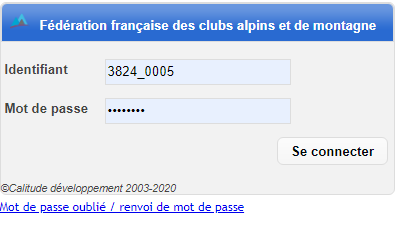 Fédération française des clubs alpins et de montagne
Identifiant
3824_0005
Mot de passe
••••••••
Se connecter
©Calitude développement 2003-2020
Mot de passe oublié / renvoi de mot de passe